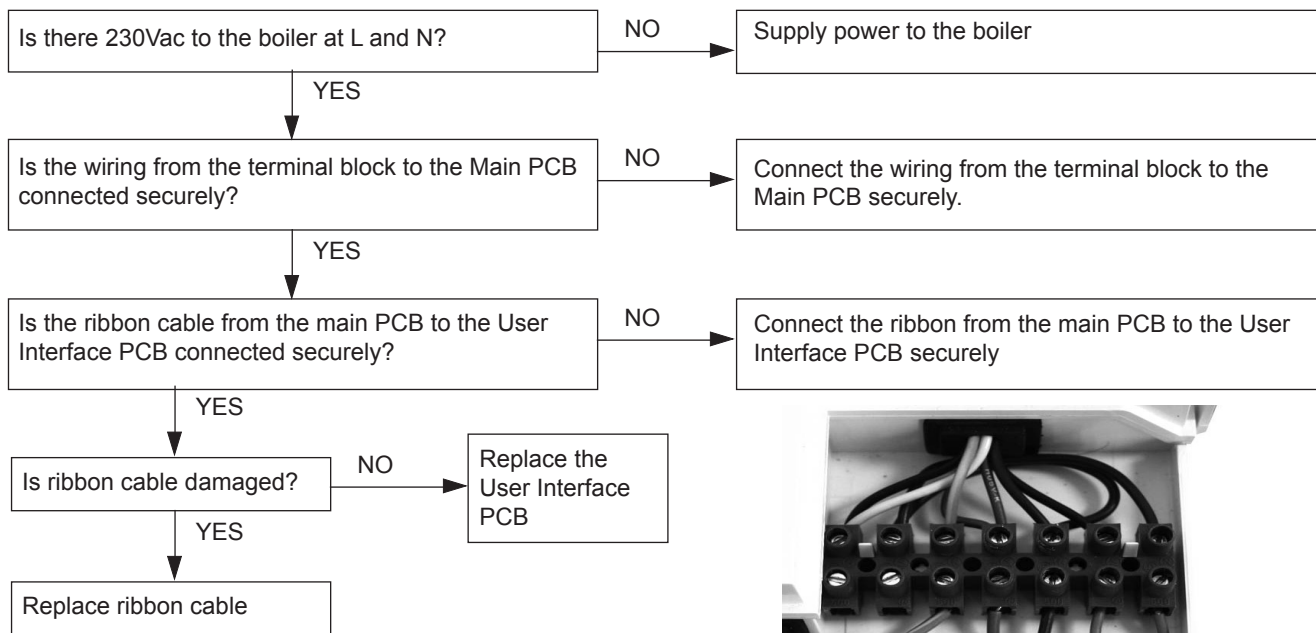 Is there 230Vac to the boiler at L and N?
NO
Supply power to the boiler
YES
Is the wiring from the terminal block to the Main PCB
connected securely?
NO
Connect the wiring from the terminal block to the
Main PCB securely.
YES
Is the ribbon cable from the main PCB to the User
Interface PCB connected securely?
NO
Connect the ribbon from the main PCB to the User
Interface PCB securely
YES
Is ribbon cable damaged?
NO
Replace the
User Interface
PCB
YES
Replace ribbon cable